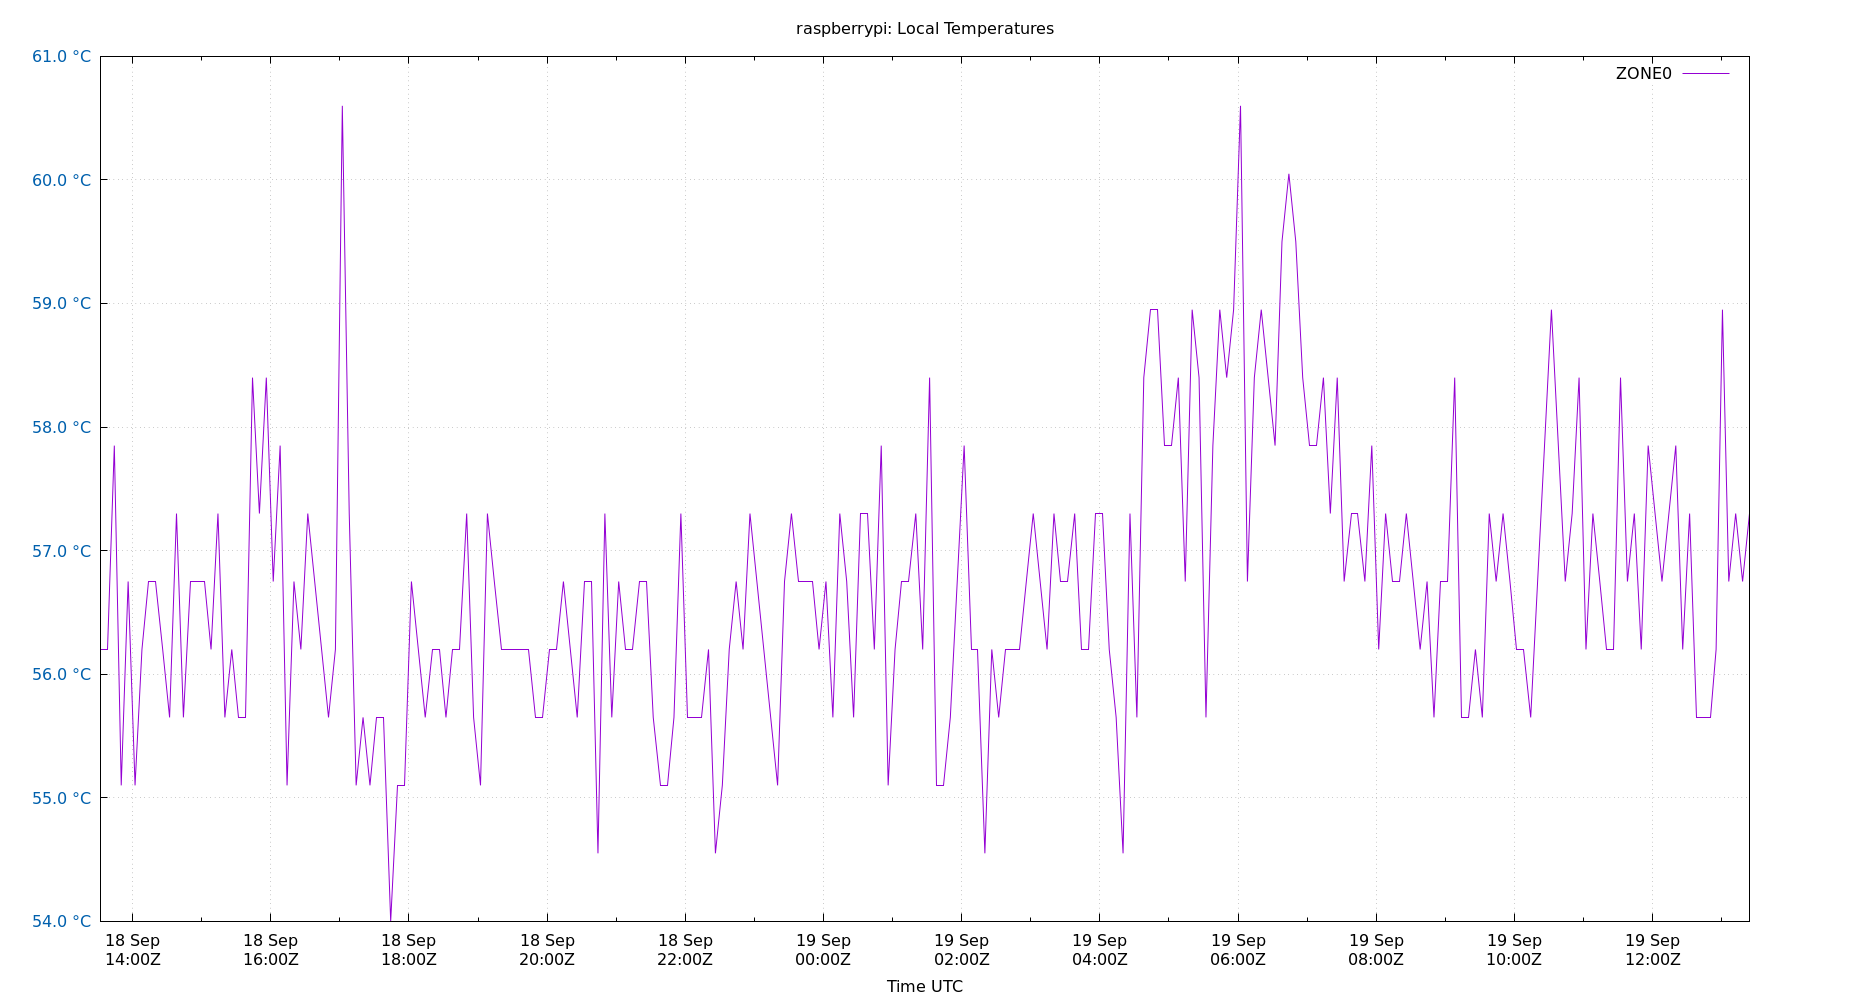 raspberrypi: Local Temperatures
61.0 °C
ZONE0
60.0 °C
59.0 °C
58.0 °C
57.0 °C
56.0 °C
55.0 °C
54.0 °C
18 Sep 18 Sep 18 Sep 18 Sep 18 Sep 19 Sep 19 Sep 19 Sep 19 Sep 19 Sep 19 Sep 19 Sep
14:00Z 16:00Z 18:00Z 20:00Z 22:00Z 00:00Z 02:00Z 04:00Z 06:00Z 08:00Z 10:00Z 12:00Z
Time UTC